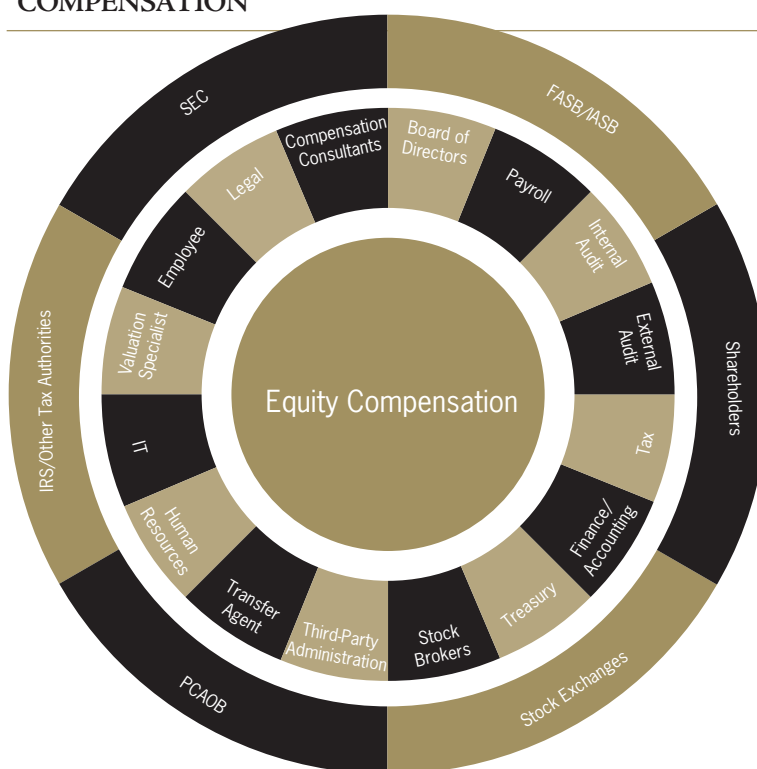 COMPENSATION
SEC
FASB/IASB
Shareholders
Stock Exchanges
PCAOB
IRS/Other Tax Authorities
Compensation
Consultants
Board of
Directors
Payroll
Internal
Audit
External
Audit
Tax
Finance/
Accounting
Treasury
Stock
Brokers
Third-Party
Administration
Transfer
Agent
Human
Resources
IT
Valuation
Specialist
Employee
Legal
Equity Compensation